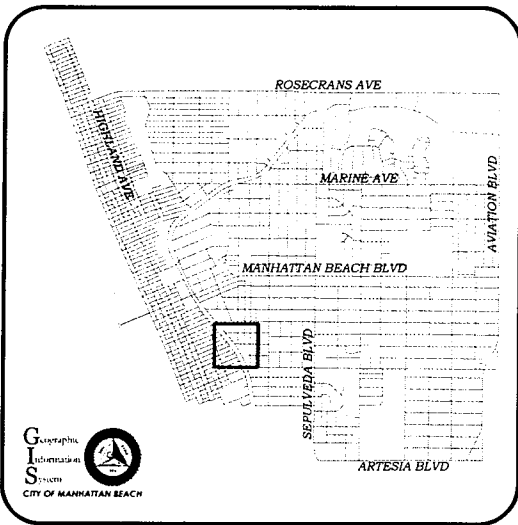 ROSECRANS AVE
HIGHLAND AVE
MARINE AVE
AVIATION BLVD
MANHATTAN BEACH BLVD
SEPULVEDA BLVD
ARTESIA BLVD
Geographic
Information
System
CITY OF MANHATTAN BEACH